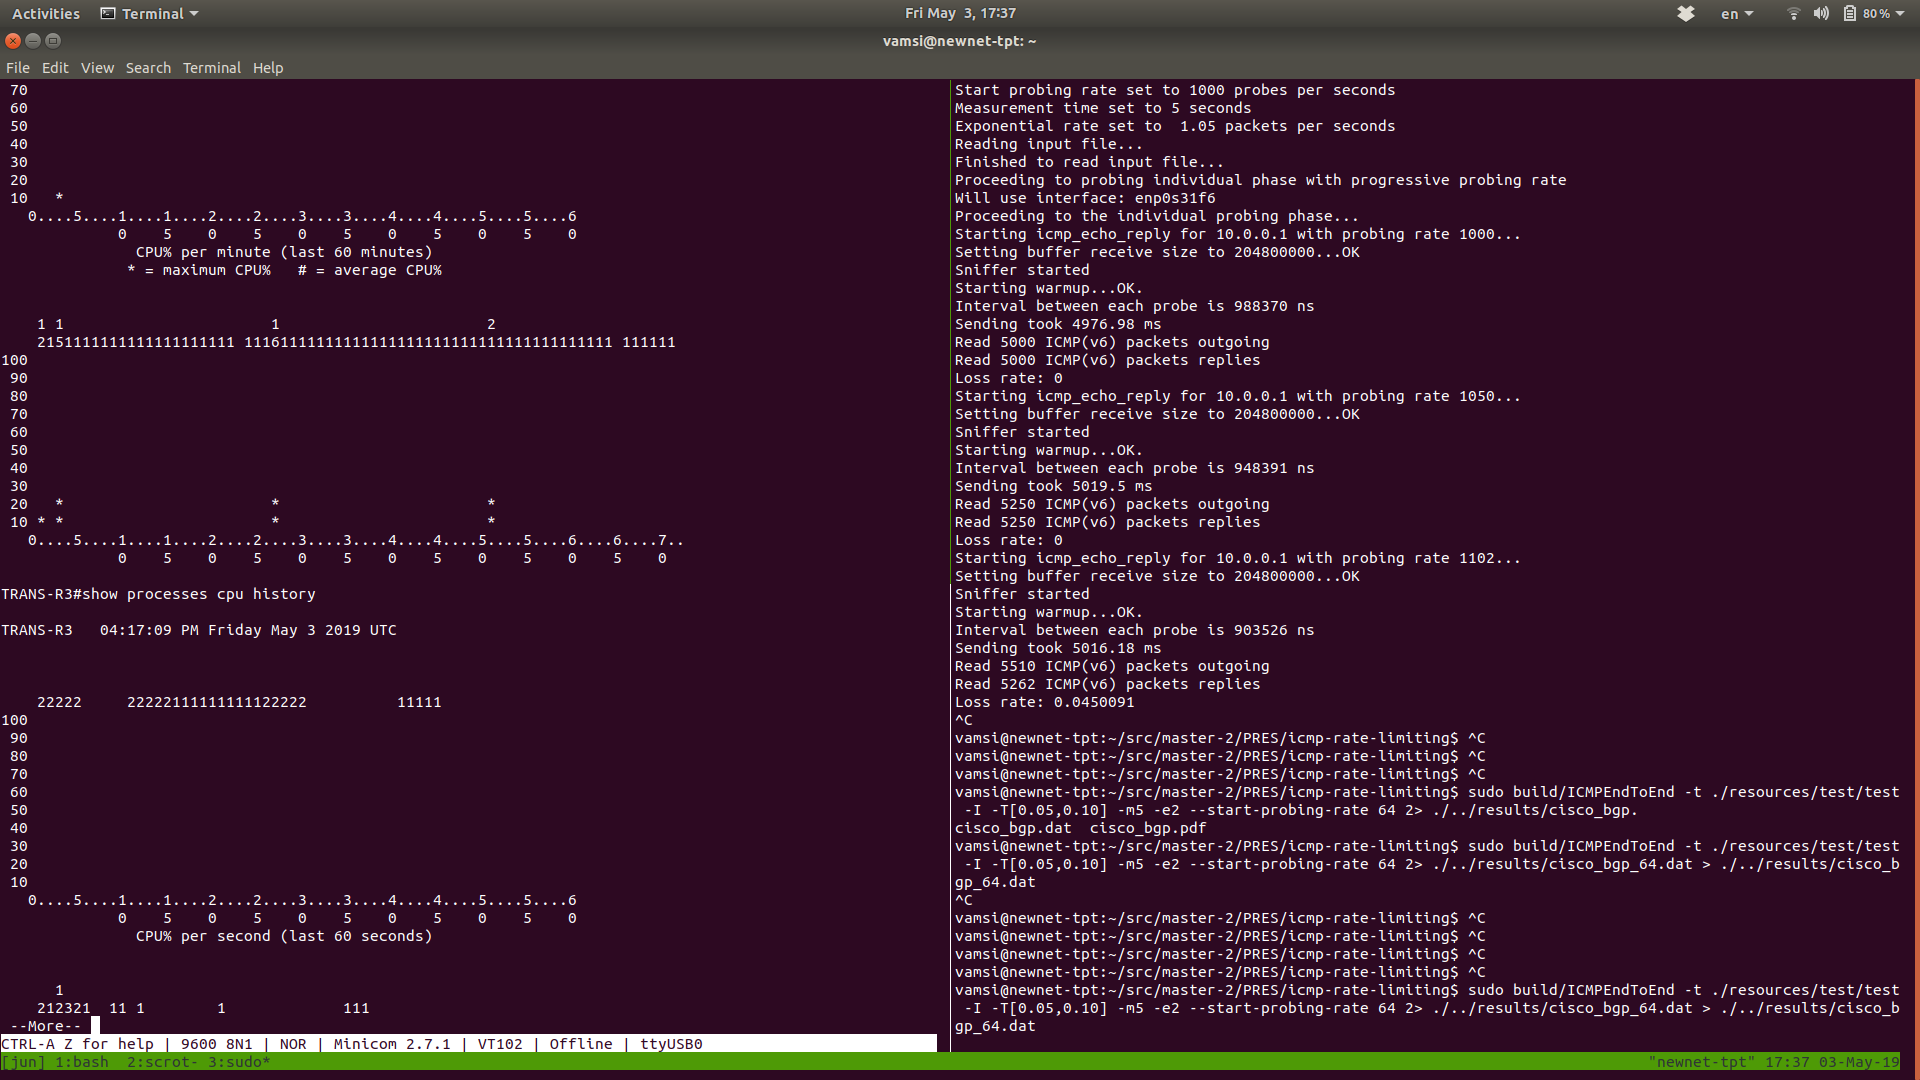 Activities Terminal Fri May 3, 17:37 en 80 %
vamsi@newnet-tpt: ~
File Edit View Search Terminal Help
70
60
50
40
30
20
10   *
0....5....1....1....2....2....3....3....4....4....5....5....6
0    5    0    5    0    5    0    5    0    5    0
CPU% per minute (last 60 minutes)
* = maximum CPU%   # = average CPU%
1 1                       1                       2
2151111111111111111111 1116111111111111111111111111111111111111 111111
100
90
80
70
60
50
40
30
20   *                       *                       *
10 * *                       *                       *
0....5....1....1....2....2....3....3....4....4....5....5....6....6....7..
0    5    0    5    0    5    0    5    0    5    0    5    0
TRANS-R3#show processes cpu history
TRANS-R3   04:17:09 PM Friday May 3 2019 UTC
22222     22222111111111122222          11111
100
90
80
70
60
50
40
30
20
10
0....5....1....1....2....2....3....3....4....4....5....5....6
0    5    0    5    0    5    0    5    0    5    0
CPU% per second (last 60 seconds)
1
212321  11 1        1             111
--More--
CTRL-A Z for help | 9600 8N1 | NOR | Minicom 2.7.1 | VT102 | Offline | ttyUSB0
Start probing rate set to 1000 probes per seconds
Measurement time set to 5 seconds
Exponential rate set to  1.05 packets per seconds
Reading input file...
Finished to read input file...
Proceeding to probing individual phase with progressive probing rate
Will use interface: enp0s31f6
Proceeding to the individual probing phase...
Starting icmp_echo_reply for 10.0.0.1 with probing rate 1000...
Setting buffer receive size to 204800000...OK
Sniffer started
Starting warmup...OK.
Interval between each probe is 988370 ns
Sending took 4976.98 ms
Read 5000 ICMP(v6) packets outgoing
Read 5000 ICMP(v6) packets replies
Loss rate: 0
Starting icmp_echo_reply for 10.0.0.1 with probing rate 1050...
Setting buffer receive size to 204800000...OK
Sniffer started
Starting warmup...OK.
Interval between each probe is 948391 ns
Sending took 5019.5 ms
Read 5250 ICMP(v6) packets outgoing
Read 5250 ICMP(v6) packets replies
Loss rate: 0
Starting icmp_echo_reply for 10.0.0.1 with probing rate 1102...
Setting buffer receive size to 204800000...OK
Sniffer started
Starting warmup...OK.
Interval between each probe is 903526 ns
Sending took 5016.18 ms
Read 5510 ICMP(v6) packets outgoing
Read 5262 ICMP(v6) packets replies
Loss rate: 0.0450091
^C
vamsi@newnet-tpt:~/src/master-2/PRES/icmp-rate-limiting$ ^C
vamsi@newnet-tpt:~/src/master-2/PRES/icmp-rate-limiting$ ^C
vamsi@newnet-tpt:~/src/master-2/PRES/icmp-rate-limiting$ ^C
vamsi@newnet-tpt:~/src/master-2/PRES/icmp-rate-limiting$ sudo build/ICMPEndToEnd -t ./resources/test/test
-I -T[0.05,0.10] -m5 -e2 --start-probing-rate 64 2> ./../results/cisco_bgp.
cisco_bgp.dat  cisco_bgp.pdf
vamsi@newnet-tpt:~/src/master-2/PRES/icmp-rate-limiting$ sudo build/ICMPEndToEnd -t ./resources/test/test
-I -T[0.05,0.10] -m5 -e2 --start-probing-rate 64 2> ./../results/cisco_bgp_64.dat > ./../results/cisco_b
gp_64.dat
^C
vamsi@newnet-tpt:~/src/master-2/PRES/icmp-rate-limiting$ ^C
vamsi@newnet-tpt:~/src/master-2/PRES/icmp-rate-limiting$ ^C
vamsi@newnet-tpt:~/src/master-2/PRES/icmp-rate-limiting$ ^C
vamsi@newnet-tpt:~/src/master-2/PRES/icmp-rate-limiting$ ^C
vamsi@newnet-tpt:~/src/master-2/PRES/icmp-rate-limiting$ sudo build/ICMPEndToEnd -t ./resources/test/test
-I -T[0.05,0.10] -m5 -e2 --start-probing-rate 64 2> ./../results/cisco_bgp_64.dat > ./../results/cisco_b
gp_64.dat
[jun] 1:bash  2:scrot- 3:sudo* "newnet-tpt" 17:37 03-May-19